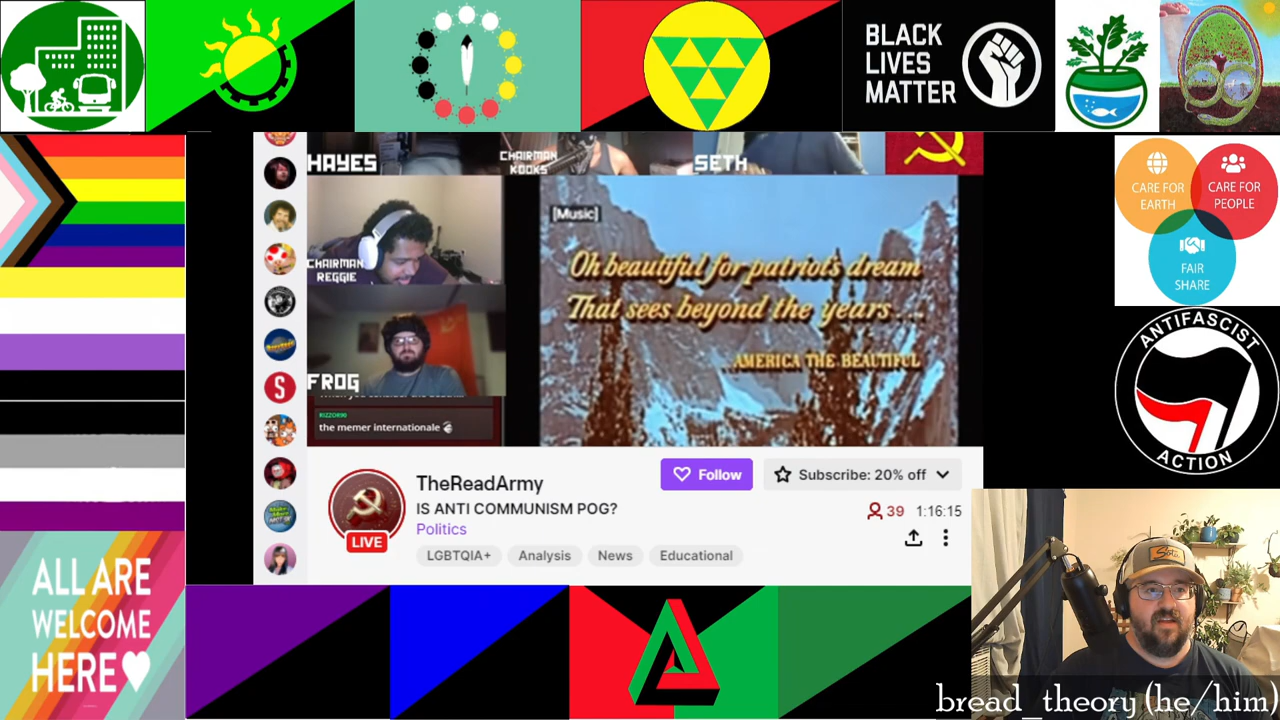 BLACK
LIVES
MATTER
HAYES
CHAIRMAN
KOOKS
SETH
CARE FOR
EARTH
CARE FOR
PEOPLE
FAIR
SHARE
[Music]
CHAIRMAN
REGGIE
Oh beautiful for patriots dream
That sees beyond the years . . .
AMERICA THE BEAUTIFUL
FROG
RIZZOR90
the memer internationale
S
ANTIFASCIST
ACTION
TheReadArmy
IS ANTI COMMUNISM POG?
Politics
LIVE
LGBTQIA+ Analysis News Educational
Follow
Subscribe: 20% off
39 1:16:15
ALL ARE
WELCOME
HERE
bread_theory (he/him)